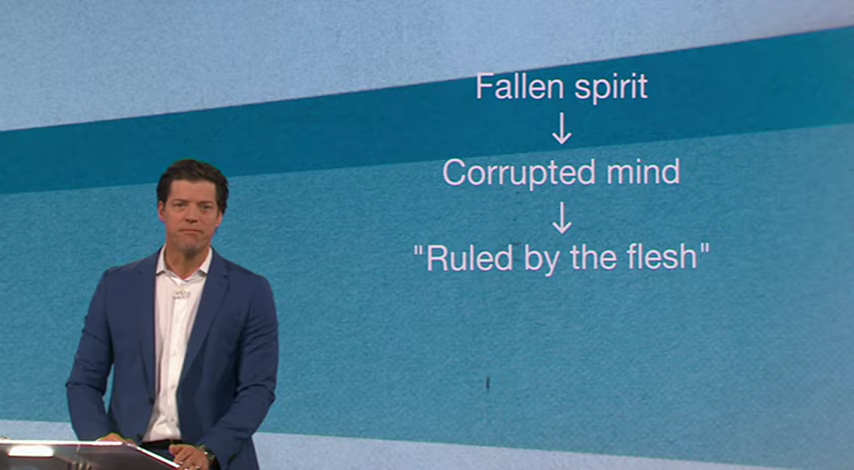 Fallen spirit
↓
Corrupted mind
↓
"Ruled by the flesh"